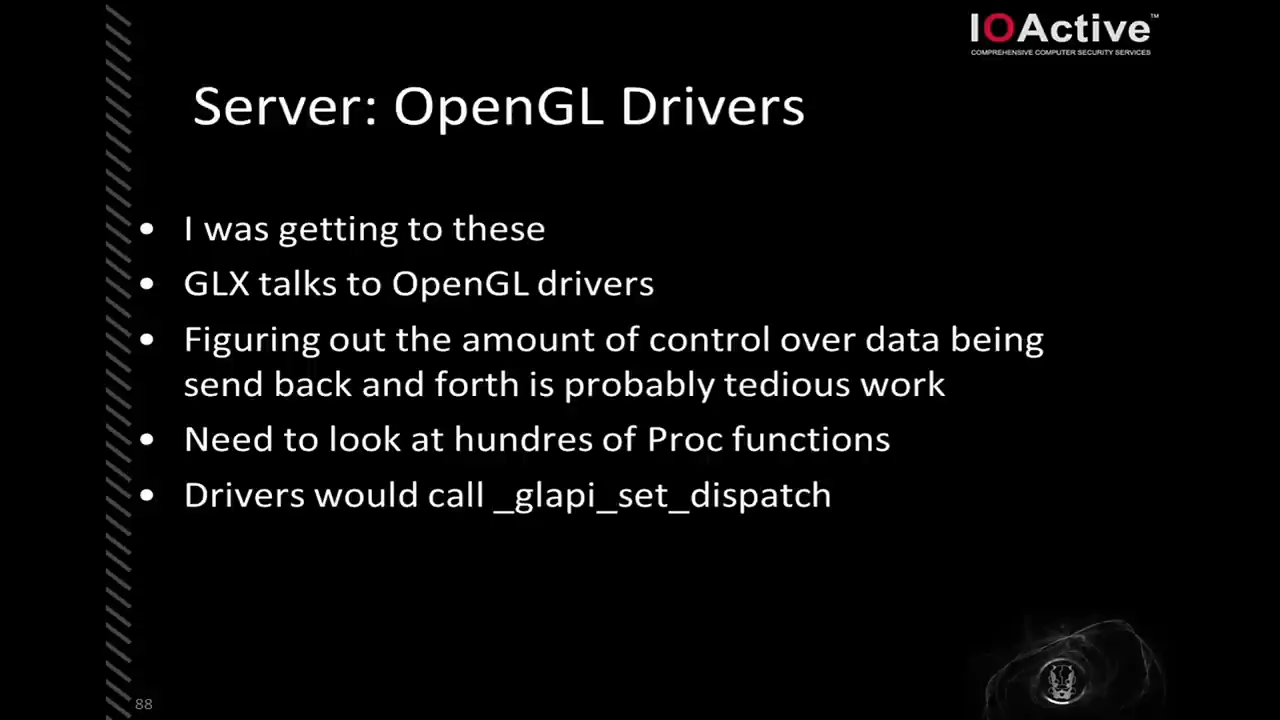 IOActive™
COMPREHENSIVE COMPUTER SECURITY SERVICES
Server: OpenGL Drivers
• I was getting to these
• GLX talks to OpenGL drivers
• Figuring out the amount of control over data being
send back and forth is probably tedious work
• Need to look at hundres of Proc functions
• Drivers would call _glapi_set_dispatch
88